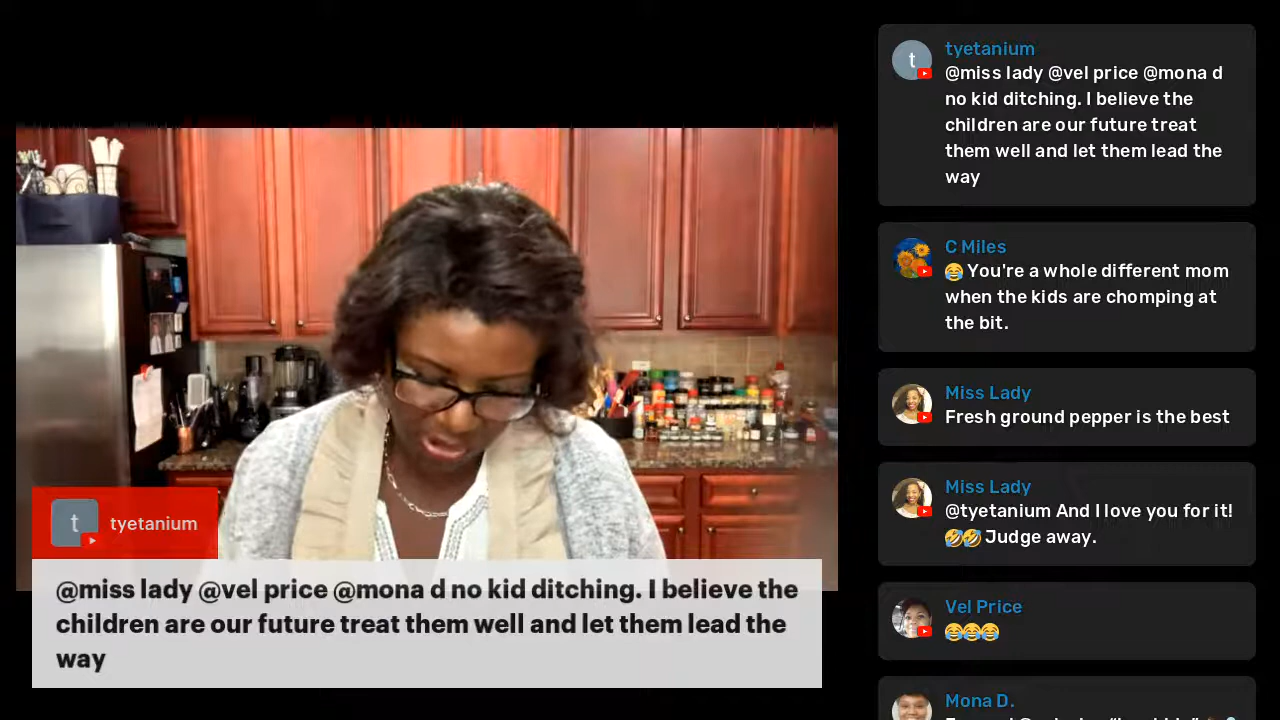 tyetanium
@miss lady @vel price @mona d no kid ditching. I believe the
children are our future treat them well and let them lead the
way
t
tyetanium
@miss lady @vel price @mona d
no kid ditching. I believe the
children are our future treat
them well and let them lead the
way
C Miles
😂 You're a whole different mom
when the kids are chomping at
the bit.
Miss Lady
Fresh ground pepper is the best
Miss Lady
@tyetanium And I love you for it!
🤣🤣 Judge away.
Vel Price
😂😂😂
Mona D.